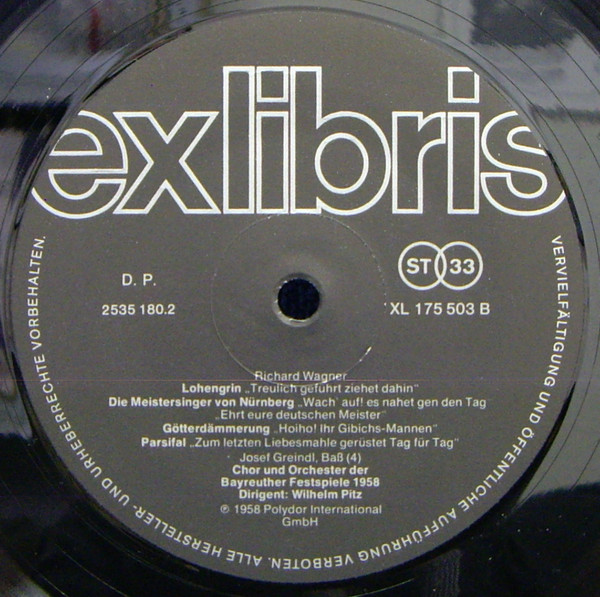 exlibris
D. P.
2535 180.2
ST 33
XL 175 503 B
Richard Wagner
Lohengrin „Treulich geführt ziehet dahin“
Die Meistersinger von Nürnberg „Wach' auf! es nahet gen den Tag
„Ehrt eure deutschen Meister“
Götterdämmerung „Hoiho! Ihr Gibichs-Mannen“
Parsifal „Zum letzten Liebesmahle gerüstet Tag für Tag“
Josef Greindl, Baß (4)
Chor und Orchester der
Bayreuther Festspiele 1958
Dirigent: Wilhelm Pitz
℗ 1958 Polydor International
GmbH
ALLE HERSTELLER- UND URHEBERRECHTE VORBEHALTEN.
VERVIELFÄLTIGUNG UND ÖFFENTLICHE AUFFÜHRUNG VERBOTEN.